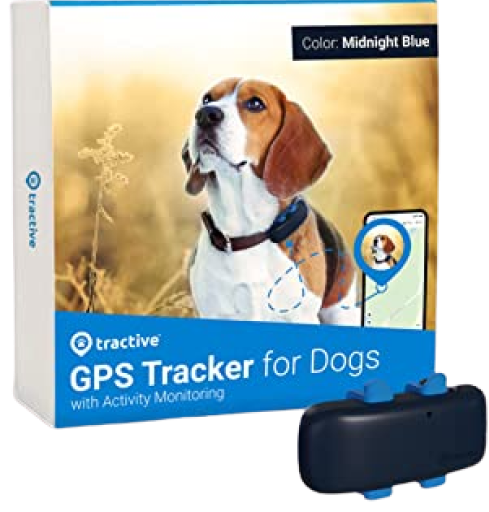 Color: Midnight Blue
tractive
tractive
GPS Tracker for Dogs
with Activity Monitoring